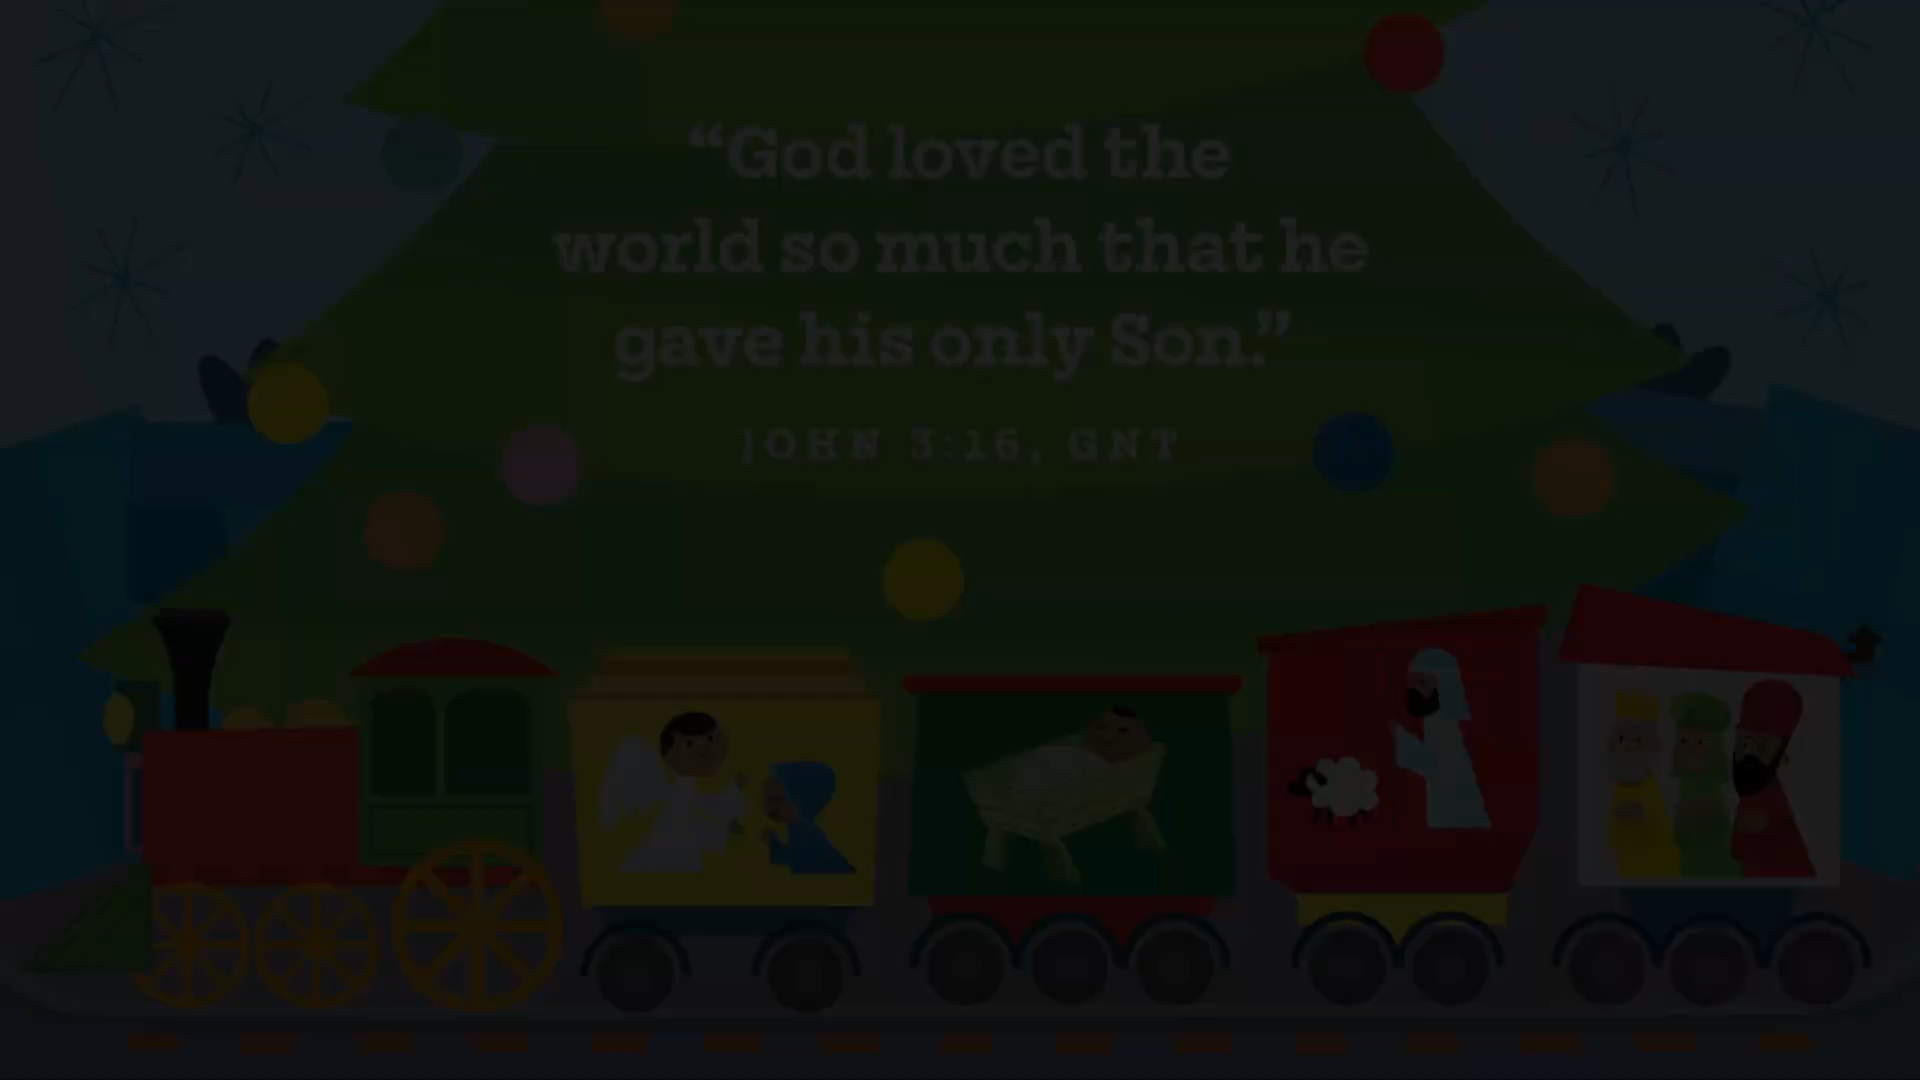 “God loved the
world so much that he
gave his only Son.”
JOHN 3:16, GNT